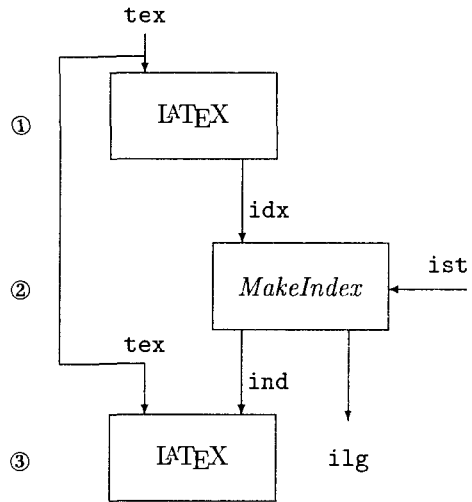 tex
① LATEX
idx
② MakeIndex ist
tex
ind
③ LATEX ilg